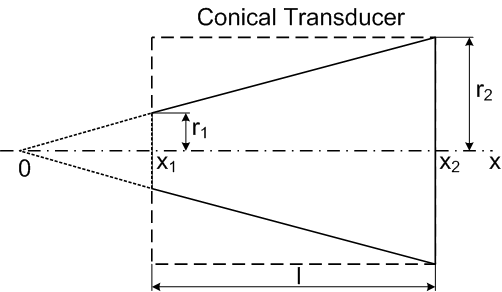 Conical Transducer
r₂
r₁
0 x₁ x₂ x
l